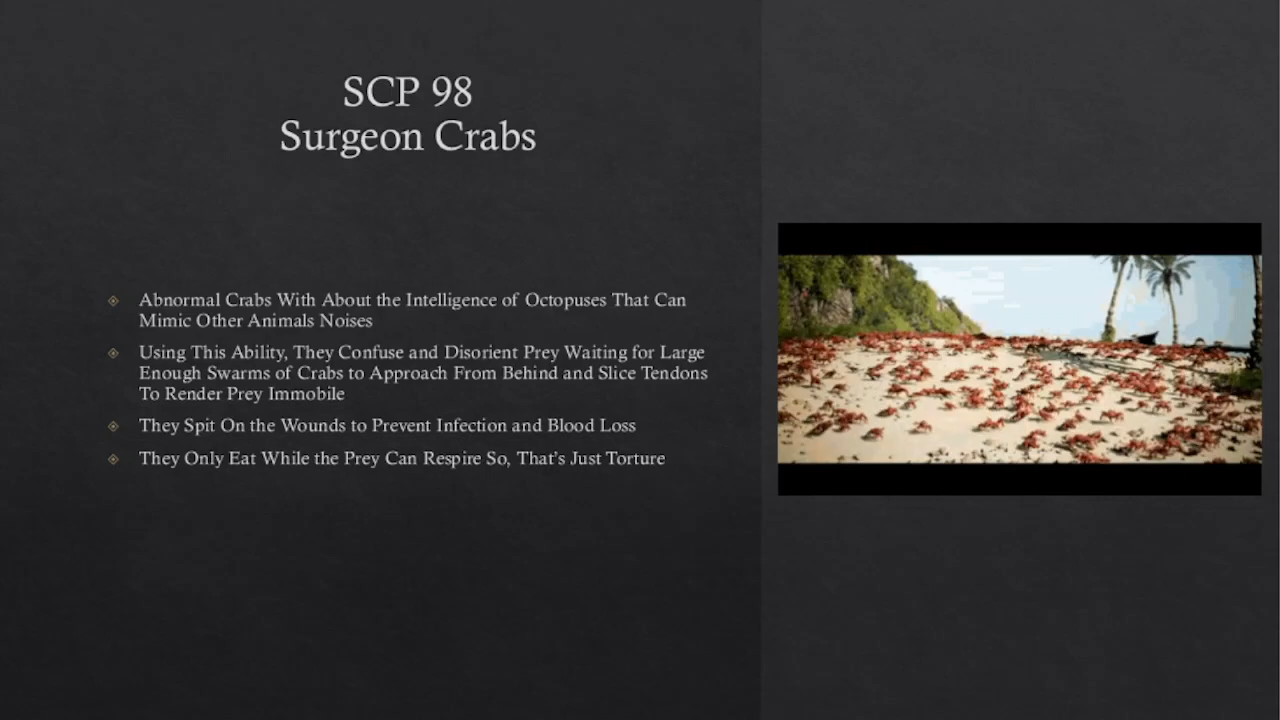 SCP 98
Surgeon Crabs
Abnormal Crabs With About the Intelligence of Octopuses That Can
Mimic Other Animals Noises
Using This Ability, They Confuse and Disorient Prey Waiting for Large
Enough Swarms of Crabs to Approach From Behind and Slice Tendons
To Render Prey Immobile
They Spit On the Wounds to Prevent Infection and Blood Loss
They Only Eat While the Prey Can Respire So, That's Just Torture